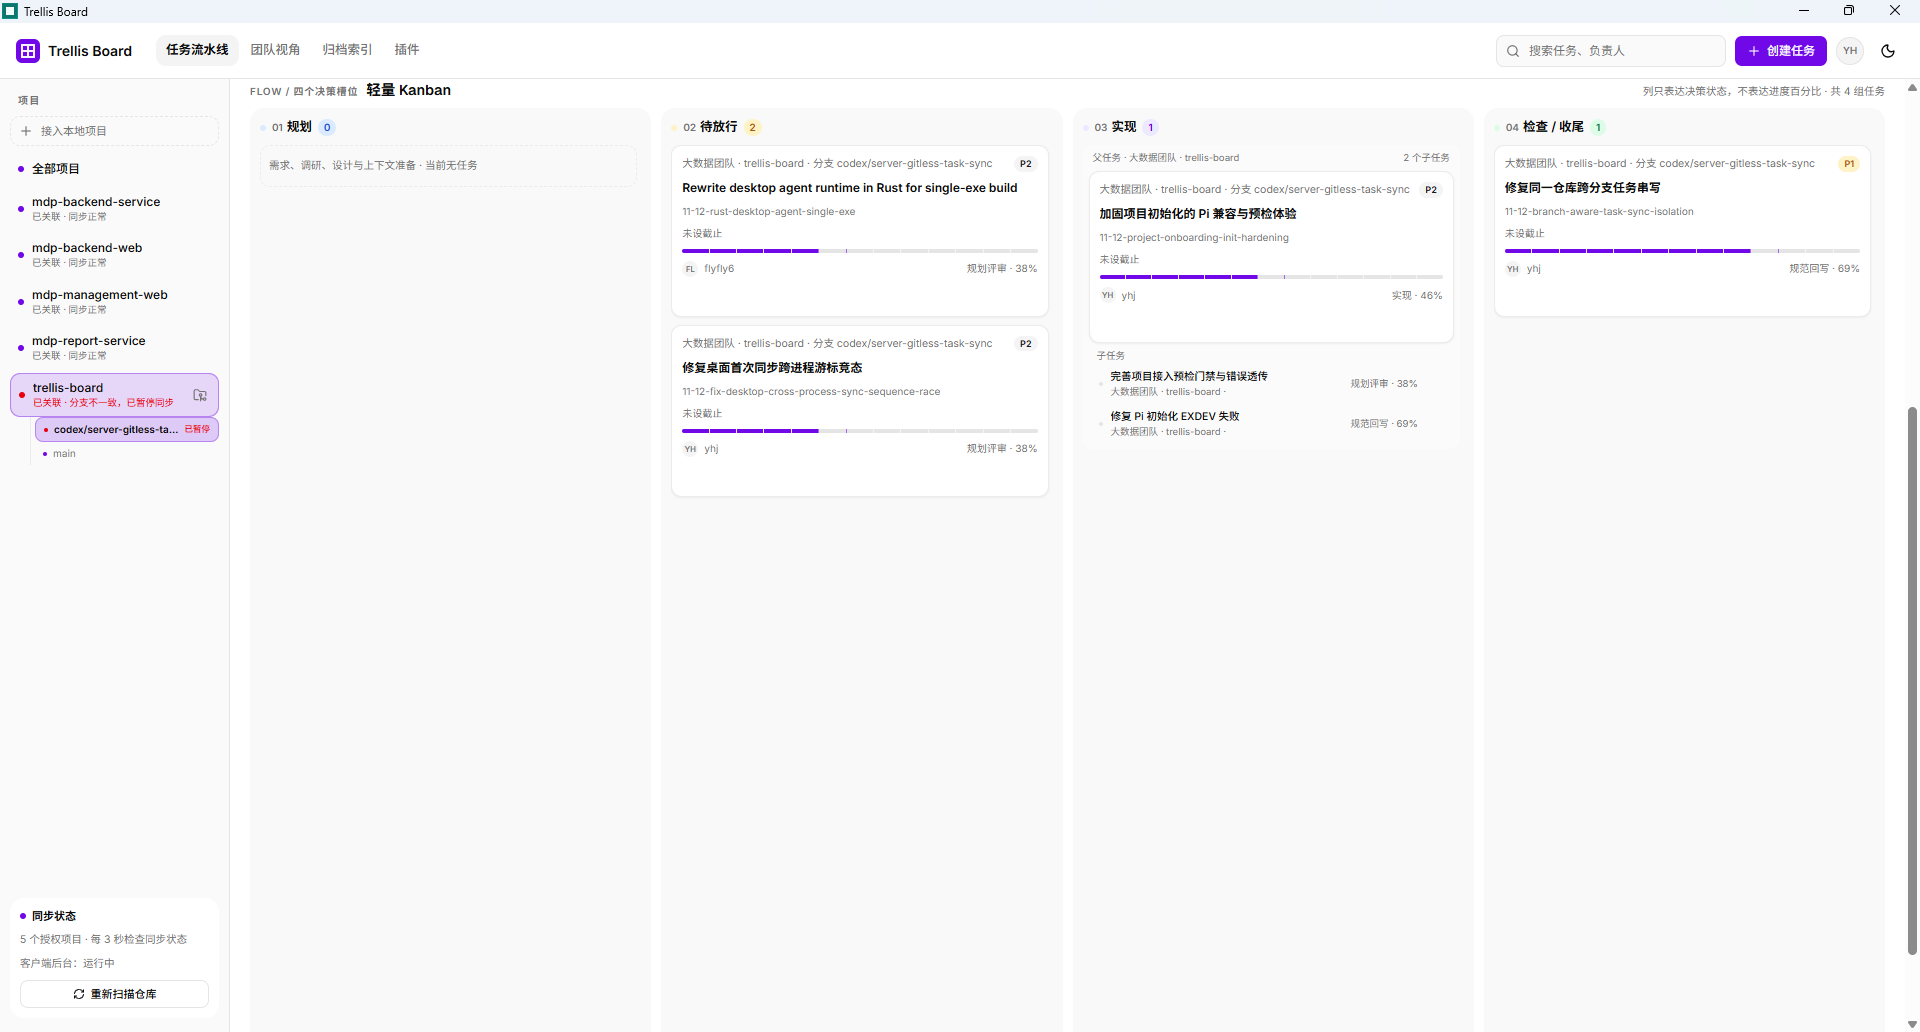 Trellis Board
Trellis Board
任务流水线
团队视角
归档索引
插件
搜索任务、负责人
创建任务
YH
项目
接入本地项目
全部项目
mdp-backend-service
已关联 · 同步正常
mdp-backend-web
已关联 · 同步正常
mdp-management-web
已关联 · 同步正常
mdp-report-service
已关联 · 同步正常
trellis-board
已关联 · 分支不一致，已暂停同步
codex/server-gitless-ta... 已暂停
main
同步状态
5 个授权项目 · 每 3 秒检查同步状态
客户端后台：运行中
重新扫描仓库
FLOW / 四个决策槽位 轻量 Kanban
列只表达决策状态，不表达进度百分比 · 共 4 组任务
01 规划 0
需求、调研、设计与上下文准备 · 当前无任务
02 待放行 2
大数据团队 · trellis-board · 分支 codex/server-gitless-task-sync P2
Rewrite desktop agent runtime in Rust for single-exe build
11-12-rust-desktop-agent-single-exe
未设截止
FL flyfly6 规划评审 · 38%
大数据团队 · trellis-board · 分支 codex/server-gitless-task-sync P2
修复桌面首次同步跨进程游标竞态
11-12-fix-desktop-cross-process-sync-sequence-race
未设截止
YH yhj 规划评审 · 38%
03 实现 1
父任务 · 大数据团队 · trellis-board 2 个子任务
大数据团队 · trellis-board · 分支 codex/server-gitless-task-sync P2
加固项目初始化的 Pi 兼容与预检体验
11-12-project-onboarding-init-hardening
未设截止
YH yhj 实现 · 46%
子任务
完善项目接入预检门禁与错误透传
大数据团队 · trellis-board ·
规划评审 · 38%
修复 Pi 初始化 EXDEV 失败
大数据团队 · trellis-board ·
规范回写 · 69%
04 检查 / 收尾 1
大数据团队 · trellis-board · 分支 codex/server-gitless-task-sync P1
修复同一仓库跨分支任务串写
11-12-branch-aware-task-sync-isolation
未设截止
YH yhj 规范回写 · 69%